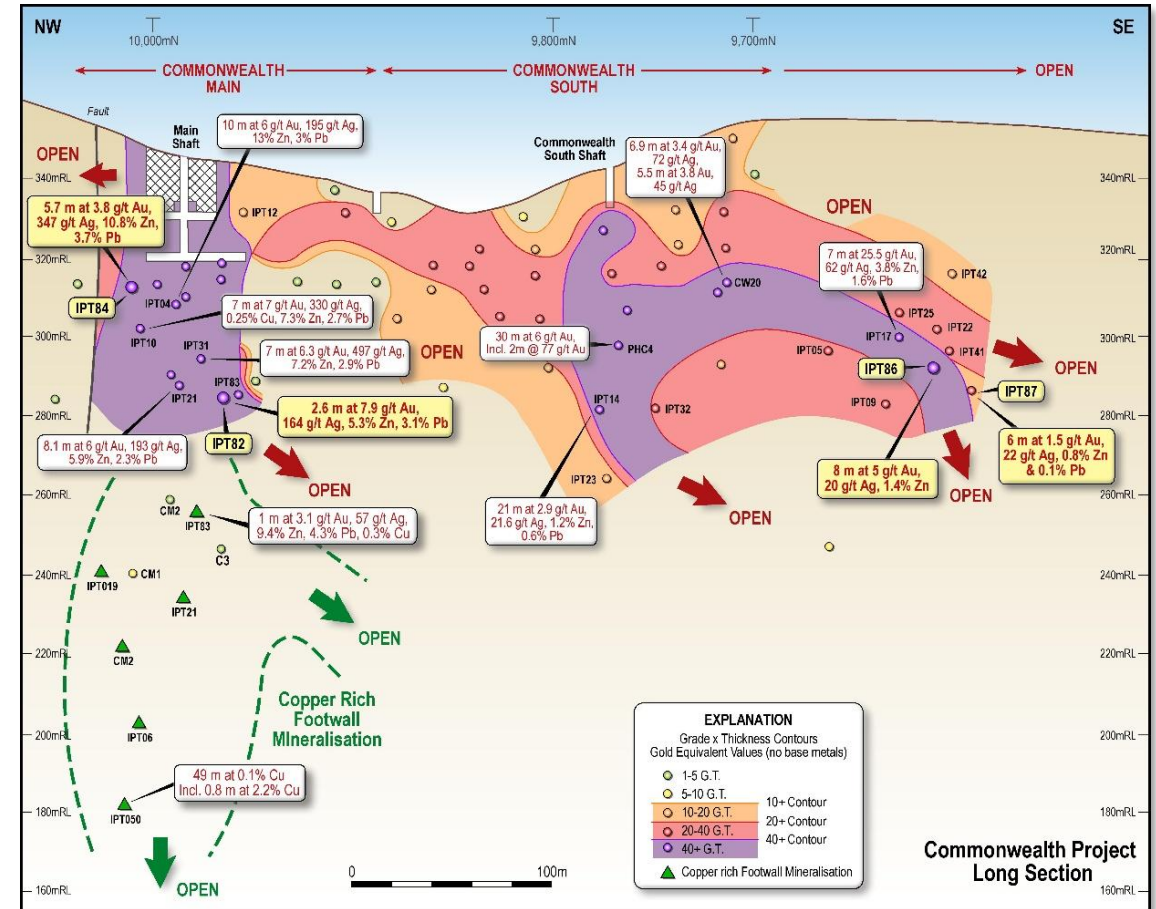 NW
SE
10,000mN
9,800mN
9,700mN
COMMONWEALTH
MAIN
COMMONWEALTH
SOUTH
OPEN
Fault
Main
Shaft
10 m at 6 g/t Au, 195 g/t Ag,
13% Zn, 3% Pb
Commonwealth
South Shaft
6.9 m at 3.4 g/t Au,
72 g/t Ag,
5.5 m at 3.8 Au,
45 g/t Ag
OPEN
340mRL
340mRL
5.7 m at 3.8 g/t Au,
347 g/t Ag, 10.8% Zn,
3.7% Pb
IPT12
OPEN
320mRL
320mRL
7 m at 25.5 g/t Au,
62 g/t Ag, 3.8% Zn,
1.6% Pb
IPT42
IPT84
IPT04
CW20
7 m at 7 g/t Au, 330 g/t Ag,
0.25% Cu, 7.3% Zn, 2.7% Pb
IPT25
IPT22
300mRL
300mRL
IPT10
IPT31
7 m at 6.3 g/t Au, 497 g/t Ag,
7.2% Zn, 2.9% Pb
OPEN
30 m at 6 g/t Au,
Incl. 2m @ 77 g/t Au
PHC4
IPT17
IPT05
IPT41
OPEN
IPT86
IPT83
IPT21
IPT87
2.6 m at 7.9 g/t Au,
164 g/t Ag, 5.3% Zn, 3.1% Pb
IPT14
IPT32
IPT09
280mRL
280mRL
IPT82
8.1 m at 6 g/t Au, 193 g/t Ag,
5.9% Zn, 2.3% Pb
6 m at 1.5 g/t Au,
22 g/t Ag, 0.8% Zn
& 0.1% Pb
8 m at 5 g/t Au,
20 g/t Ag, 1.4% Zn
OPEN
OPEN
IPT23
260mRL
260mRL
CM2
IPT83
1 m at 3.1 g/t Au, 57 g/t Ag,
9.4% Zn, 4.3% Pb, 0.3% Cu
21 m at 2.9 g/t Au,
21.6 g/t Ag, 1.2% Zn,
0.6% Pb
OPEN
C3
240mRL
240mRL
CM1
IPT019
IPT21
OPEN
220mRL
220mRL
CM2
Copper Rich
Footwall
MIneralisation
200mRL
200mRL
IPT06
49 m at 0.1% Cu
Incl. 0.8 m at 2.2% Cu
180mRL
180mRL
IPT050
OPEN
160mRL
160mRL
0
100m
EXPLANATION
Grade x Thickness Contours
Gold Equivalent Values (no base metals)
1-5 G.T.
5-10 G.T.
10-20 G.T.
20-40 G.T.
40+ G.T.
10+ Contour
20+ Contour
40+ Contour
Copper rich Footwall Mineralisation
Commonwealth Project
Long Section